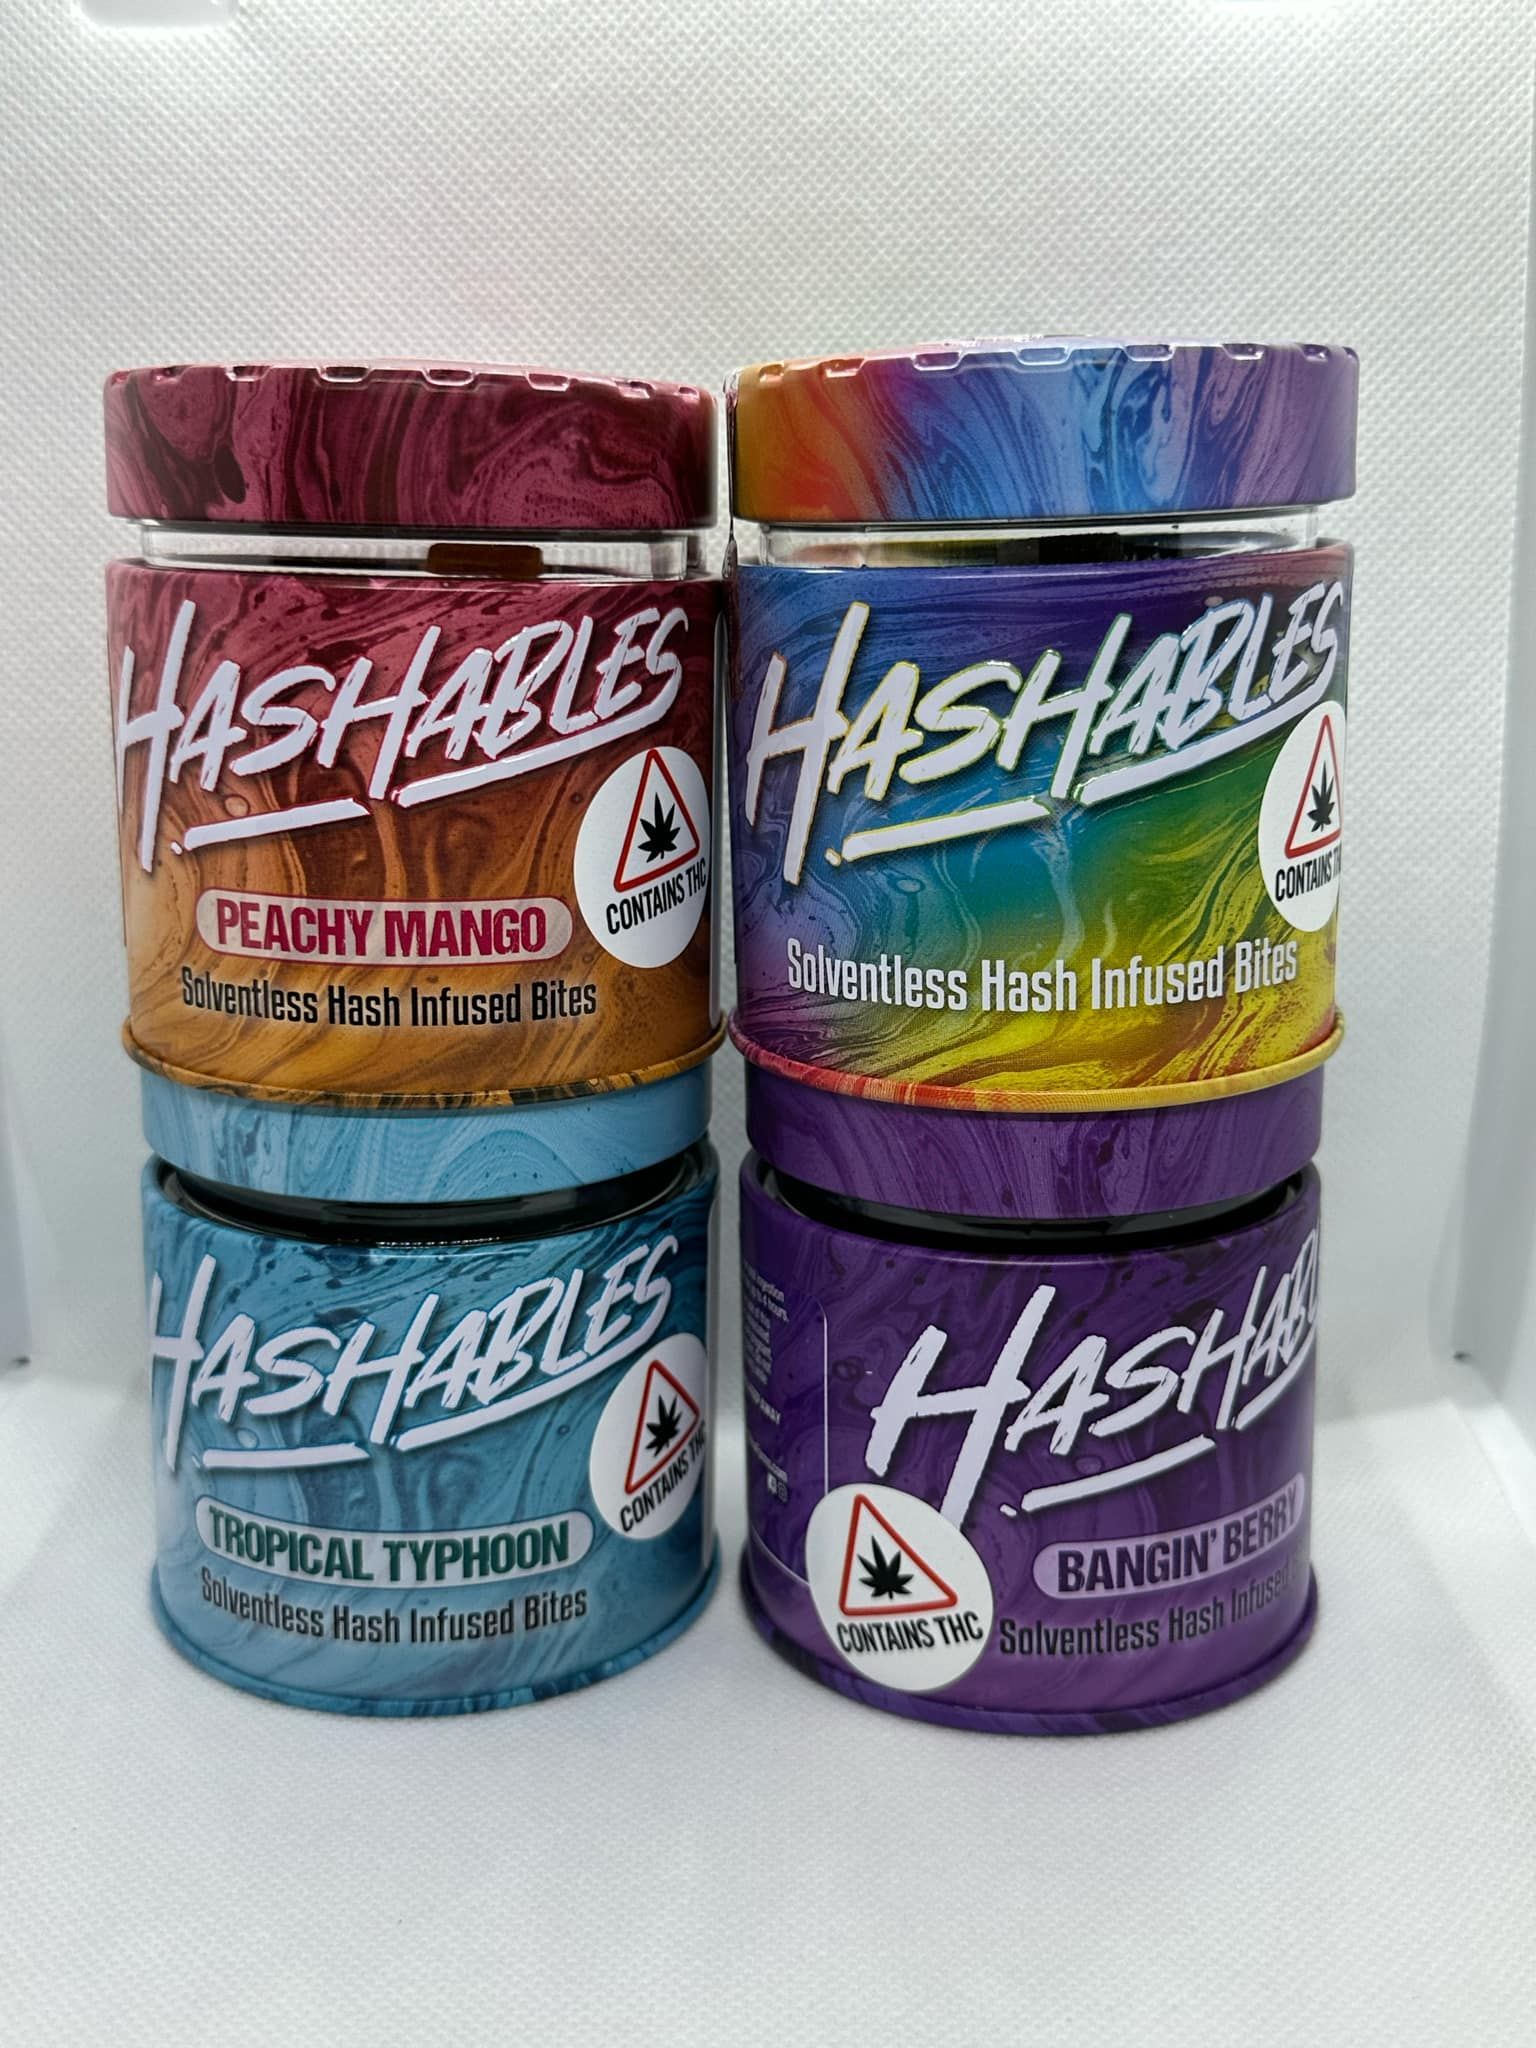 HASHABLES
CONTAINS THC
PEACHY MANGO
Solventless Hash Infused Bites
HASHABLES
CONTAINS THC
Solventless Hash Infused Bites
HASHABLES
CONTAINS THC
TROPICAL TYPHOON
Solventless Hash Infused Bites
HASHAB
BANGIN' BERRY
CONTAINS THC
Solventless Hash Infused